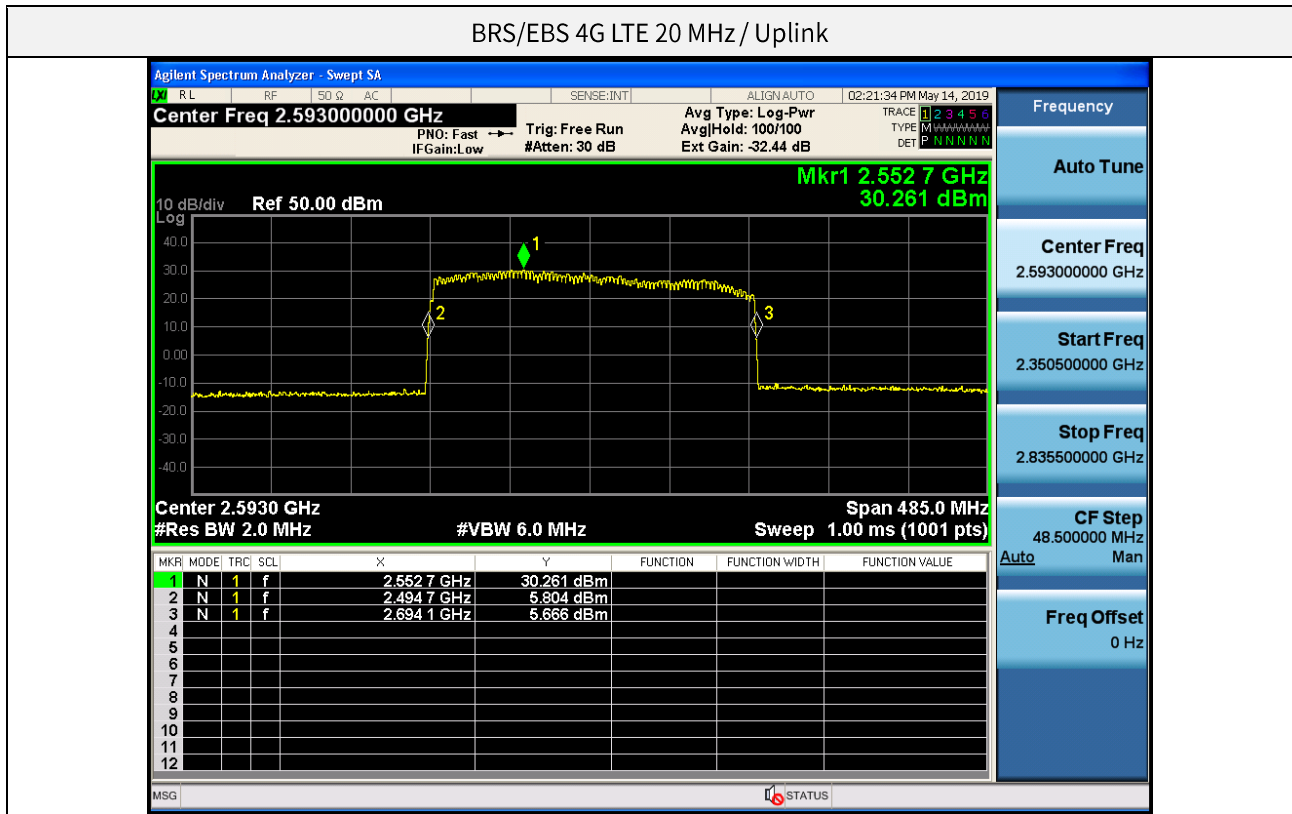 BRS/EBS 4G LTE 20 MHz / Uplink
Agilent Spectrum Analyzer - Swept SA
LXI RL RF 50 Ω AC SENSE:INT ALIGN AUTO 02:21:34 PM May 14, 2019
Center Freq 2.593000000 GHz
PNO: Fast
IFGain:Low
Trig: Free Run
#Atten: 30 dB
Avg Type: Log-Pwr
Avg|Hold: 100/100
Ext Gain: -32.44 dB
TRACE 1 2 3 4 5 6
TYPE M
DET P N N N N N
Mkr1 2.552 7 GHz
30.261 dBm
10 dB/div Ref 50.00 dBm
Log
40.0
30.0
20.0
10.0
0.00
-10.0
-20.0
-30.0
-40.0
1
2
3
Center 2.5930 GHz Span 485.0 MHz
#Res BW 2.0 MHz #VBW 6.0 MHz Sweep 1.00 ms (1001 pts)
MKR MODE TRC SCL X Y FUNCTION FUNCTION WIDTH FUNCTION VALUE
1 N 1 f 2.552 7 GHz 30.261 dBm
2 N 1 f 2.494 7 GHz 5.804 dBm
3 N 1 f 2.694 1 GHz 5.666 dBm
4
5
6
7
8
9
10
11
12
MSG STATUS
Frequency
Auto Tune
Center Freq
2.593000000 GHz
Start Freq
2.350500000 GHz
Stop Freq
2.835500000 GHz
CF Step
48.500000 MHz
Auto Man
Freq Offset
0 Hz